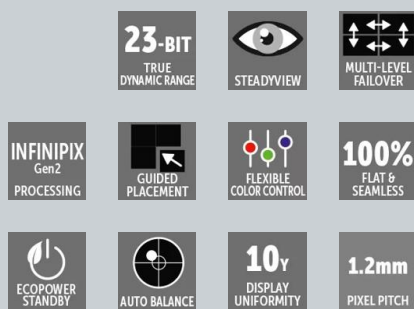 23-BIT
TRUE
DYNAMIC RANGE
STEADYVIEW
MULTI-LEVEL
FAILOVER
INFINIPIX
Gen2
PROCESSING
GUIDED
PLACEMENT
FLEXIBLE
COLOR CONTROL
100%
FLAT &
SEAMLESS
ECOPOWER
STANDBY
AUTO BALANCE
10Y
DISPLAY
UNIFORMITY
1.2mm
PIXEL PITCH